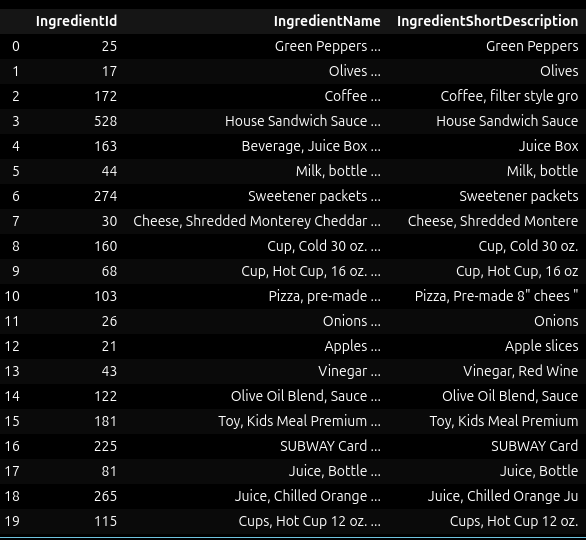 IngredientId IngredientName IngredientShortDescription
0 25 Green Peppers ... Green Peppers
1 17 Olives ... Olives
2 172 Coffee ... Coffee, filter style gro
3 528 House Sandwich Sauce ... House Sandwich Sauce
4 163 Beverage, Juice Box ... Juice Box
5 44 Milk, bottle ... Milk, bottle
6 274 Sweetener packets ... Sweetener packets
7 30 Cheese, Shredded Monterey Cheddar ... Cheese, Shredded Montere
8 160 Cup, Cold 30 oz. ... Cup, Cold 30 oz.
9 68 Cup, Hot Cup, 16 oz. ... Cup, Hot Cup, 16 oz
10 103 Pizza, pre-made ... Pizza, Pre-made 8" chees "
11 26 Onions ... Onions
12 21 Apples ... Apple slices
13 43 Vinegar ... Vinegar, Red Wine
14 122 Olive Oil Blend, Sauce ... Olive Oil Blend, Sauce
15 181 Toy, Kids Meal Premium ... Toy, Kids Meal Premium
16 225 SUBWAY Card ... SUBWAY Card
17 81 Juice, Bottle ... Juice, Bottle
18 265 Juice, Chilled Orange ... Juice, Chilled Orange Ju
19 115 Cups, Hot Cup 12 oz. ... Cups, Hot Cup 12 oz.